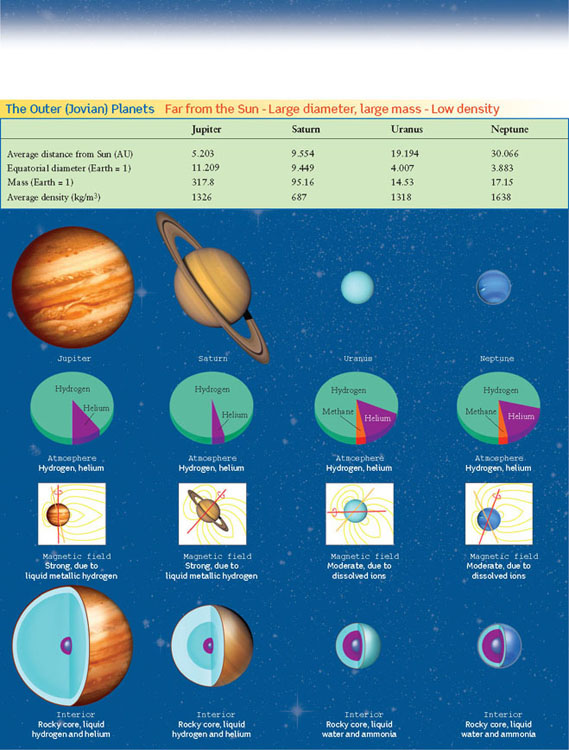 The Outer (Jovian) Planets Far from the Sun - Large diameter, large mass - Low density
Jupiter Saturn Uranus Neptune
Average distance from Sun (AU) 5.203 9.554 19.194 30.066
Equatorial diameter (Earth = 1) 11.209 9.449 4.007 3.883
Mass (Earth = 1) 317.8 95.16 14.53 17.15
Average density (kg/m³) 1326 687 1318 1638
Jupiter Saturn Uranus Neptune
Hydrogen Hydrogen Hydrogen Hydrogen
Helium Helium Methane Helium Methane Helium
Atmosphere Atmosphere Atmosphere Atmosphere
Hydrogen, helium Hydrogen, helium Hydrogen, helium Hydrogen, helium
Magnetic field Magnetic field Magnetic field Magnetic field
Strong, due to Strong, due to Moderate, due to Moderate, due to
liquid metallic hydrogen liquid metallic hydrogen dissolved ions dissolved ions
Interior Interior Interior Interior
Rocky core, liquid Rocky core, liquid Rocky core, liquid Rocky core, liquid
hydrogen and helium hydrogen and helium water and ammonia water and ammonia